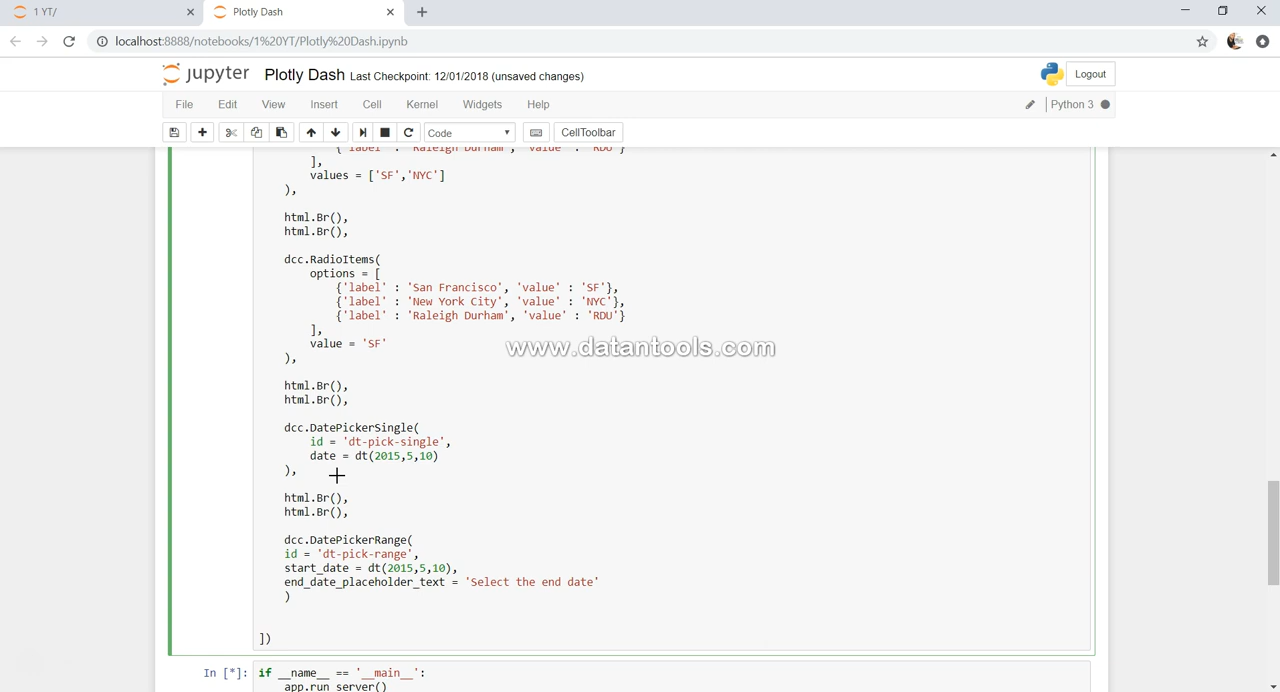 1 YT/
Plotly Dash
localhost:8888/notebooks/1%20YT/Plotly%20Dash.ipynb
jupyter Plotly Dash Last Checkpoint: 12/01/2018 (unsaved changes)
Logout
File Edit View Insert Cell Kernel Widgets Help
Python 3
Code
CellToolbar
{'label' : 'Raleigh Durham', 'value' : 'RDU'}
],
values = ['SF','NYC']
),
html.Br(),
html.Br(),
dcc.RadioItems(
options = [
{'label' : 'San Francisco', 'value' : 'SF'},
{'label' : 'New York City', 'value' : 'NYC'},
{'label' : 'Raleigh Durham', 'value' : 'RDU'}
],
value = 'SF'
www.datantools.com
),
html.Br(),
html.Br(),
dcc.DatePickerSingle(
id = 'dt-pick-single',
date = dt(2015,5,10)
),
html.Br(),
html.Br(),
dcc.DatePickerRange(
id = 'dt-pick-range',
start_date = dt(2015,5,10),
end_date_placeholder_text = 'Select the end date'
)
])
In [*]: if __name__ == '__main__':
app.run_server()